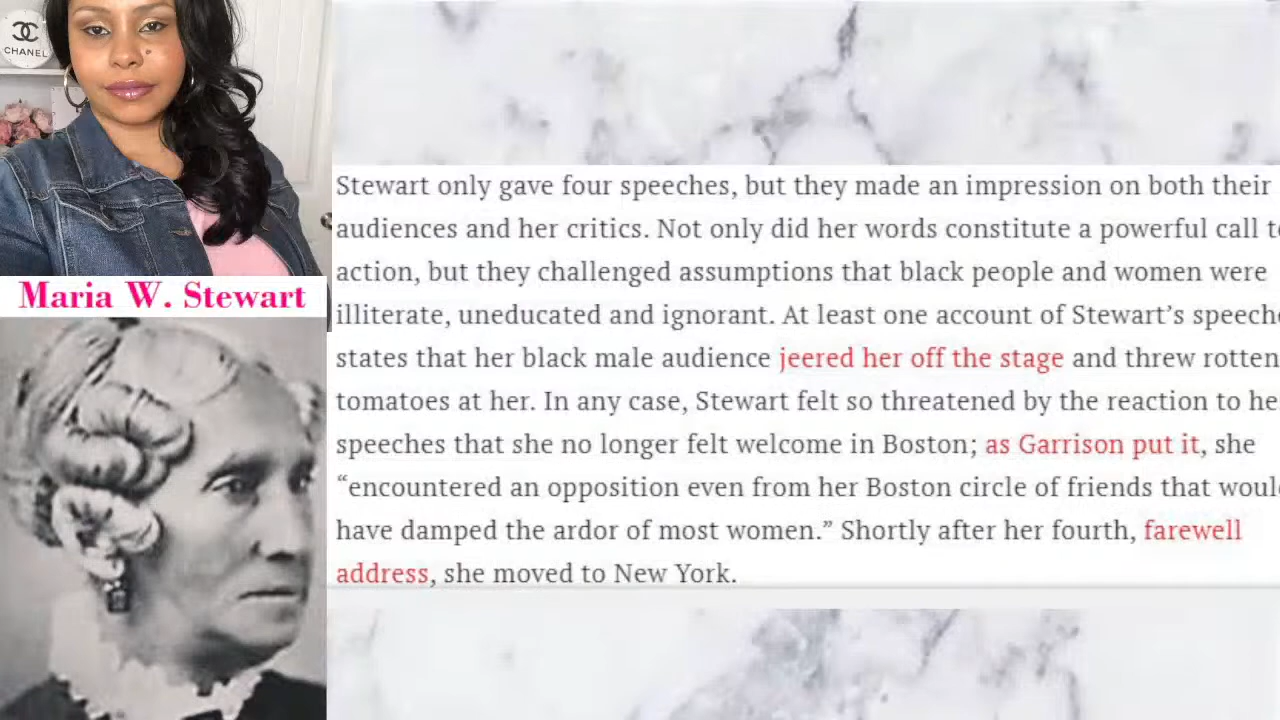 CHANEL
Maria W. Stewart
Stewart only gave four speeches, but they made an impression on both their
audiences and her critics. Not only did her words constitute a powerful call
action, but they challenged assumptions that black people and women were
illiterate, uneducated and ignorant. At least one account of Stewart’s
states that her black male audience jeered her off the stage and threw rotten
tomatoes at her. In any case, Stewart felt so threatened by the reaction to
speeches that she no longer felt welcome in Boston; as Garrison put it, she
“encountered an opposition even from her Boston circle of friends that
have damped the ardor of most women.” Shortly after her fourth, farewell
address, she moved to New York.